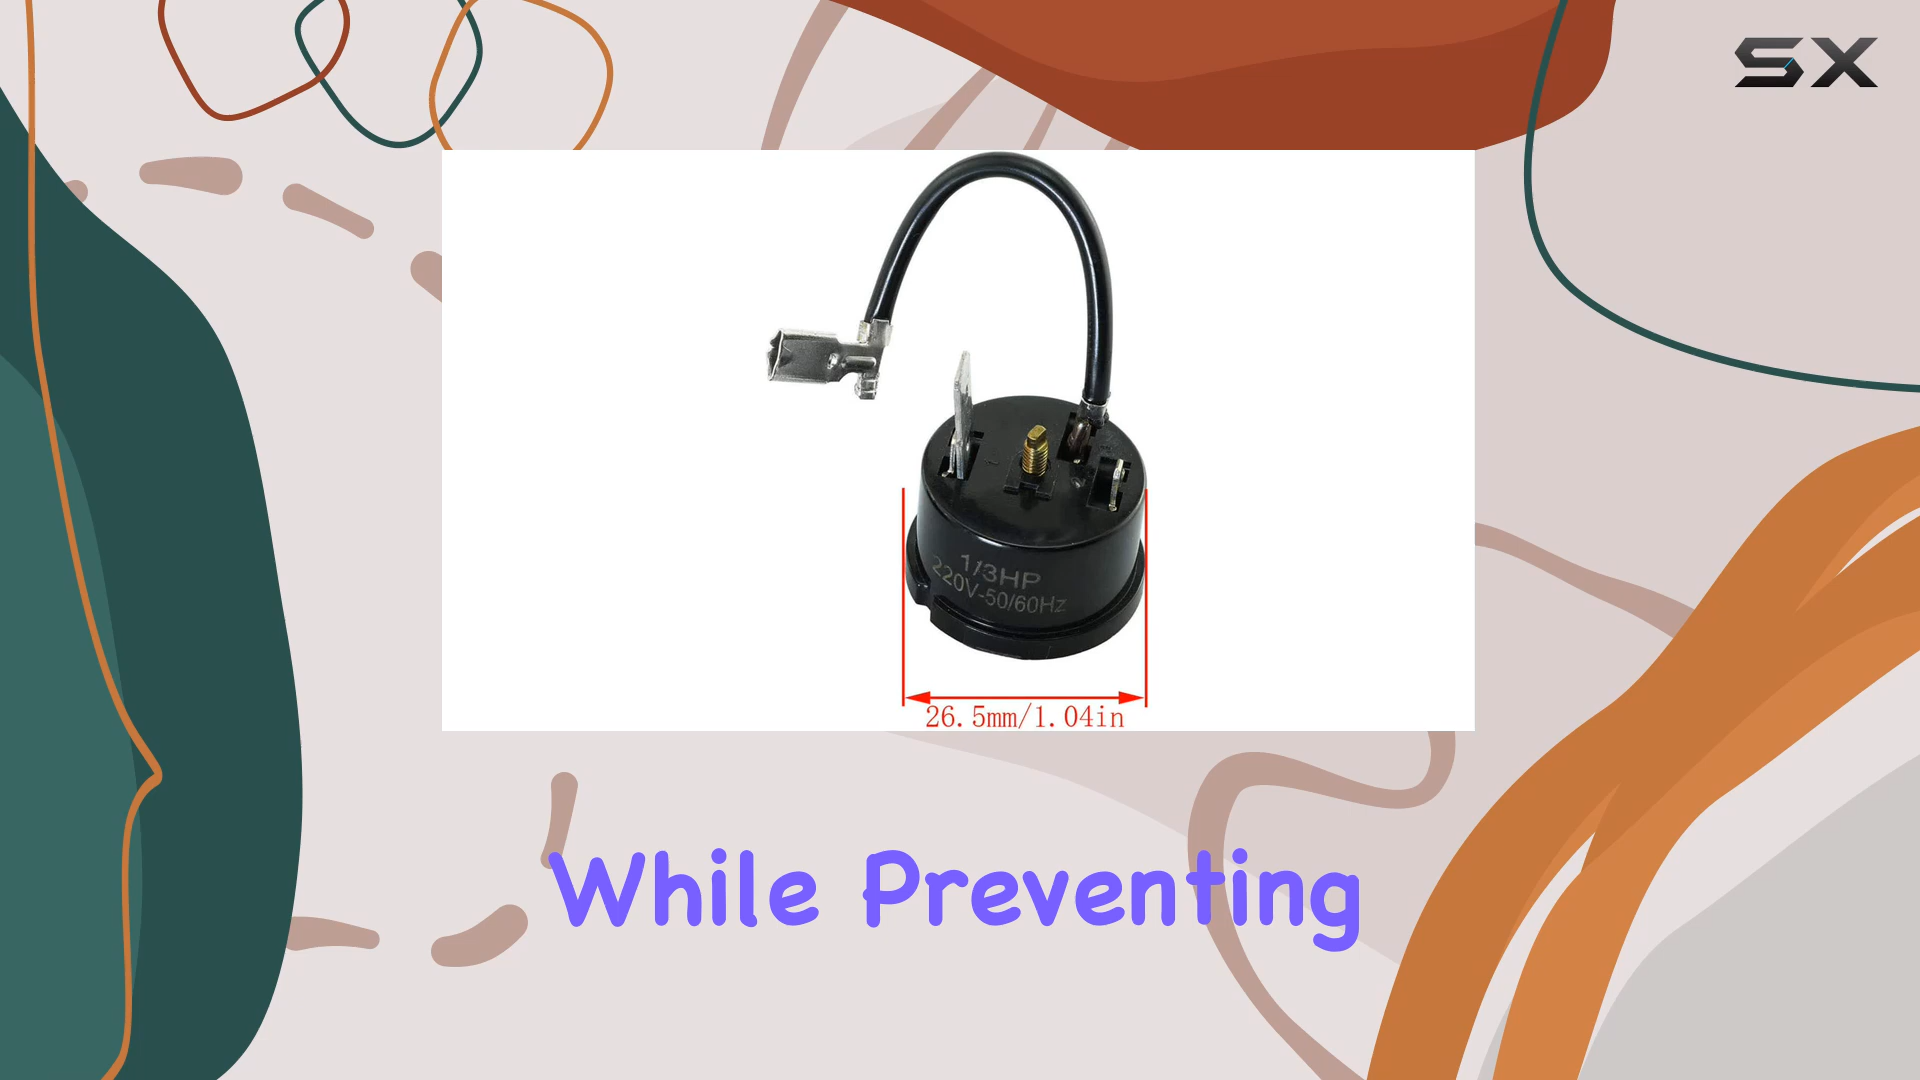 SX
1/3HP
220V-50/60Hz
26.5mm/1.04in
While Preventing